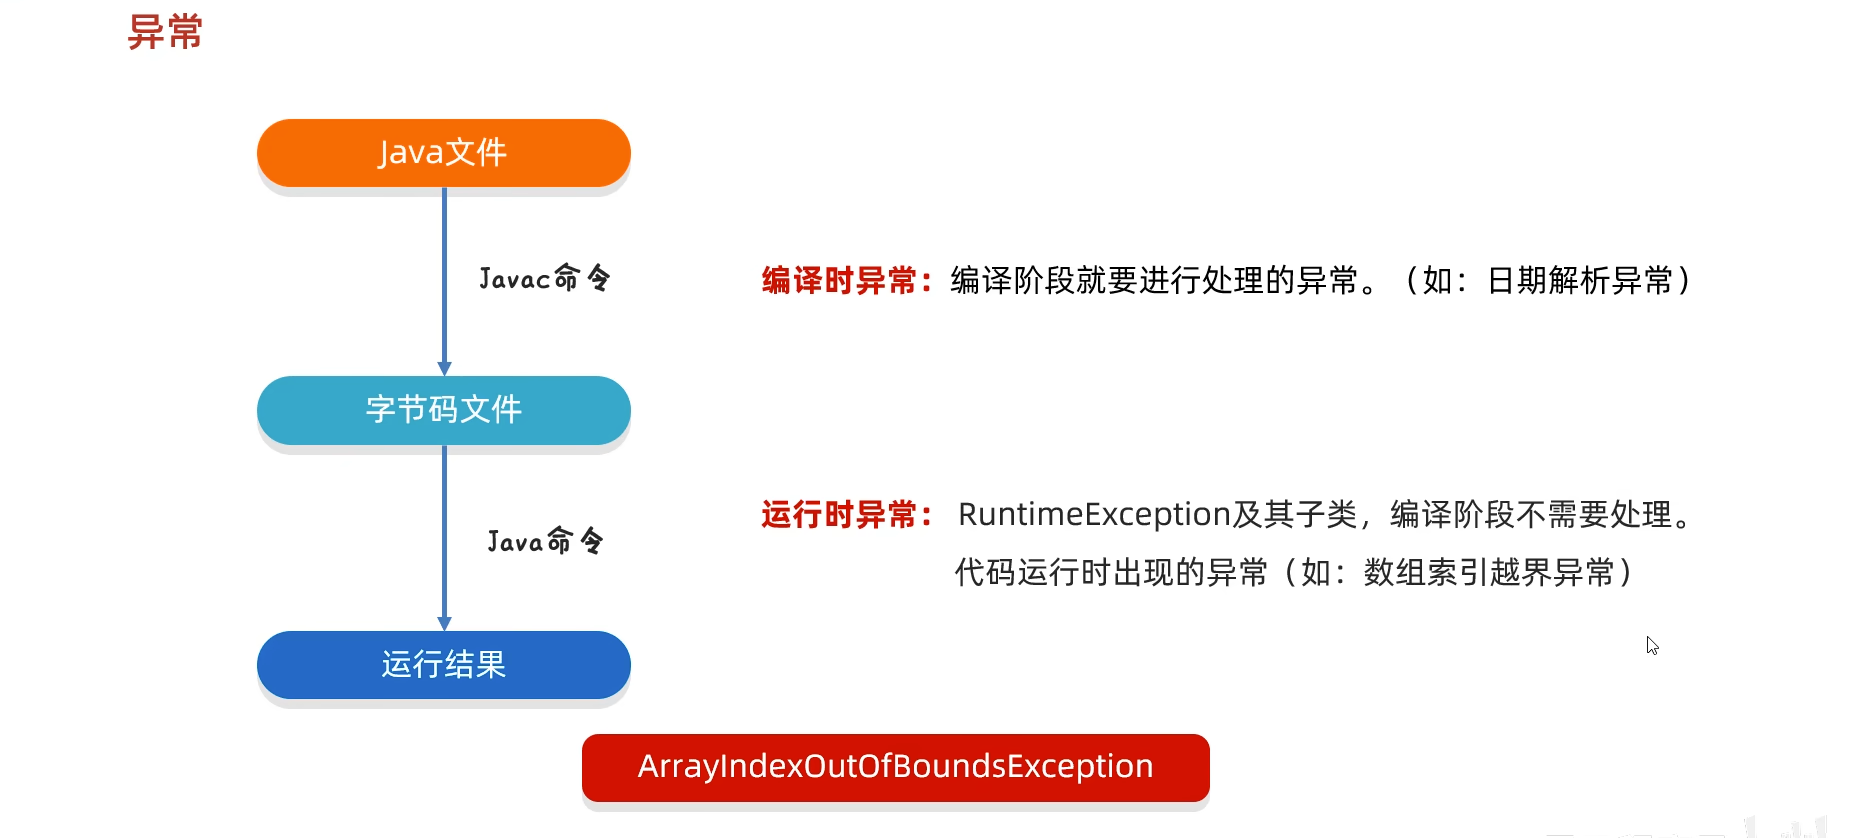 异常
Java文件
Javac命令
编译时异常：编译阶段就要进行处理的异常。（如：日期解析异常）
字节码文件
运行时异常： RuntimeException及其子类，编译阶段不需要处理。
代码运行时出现的异常（如：数组索引越界异常）
Java命令
运行结果
ArrayIndexOutOfBoundsException